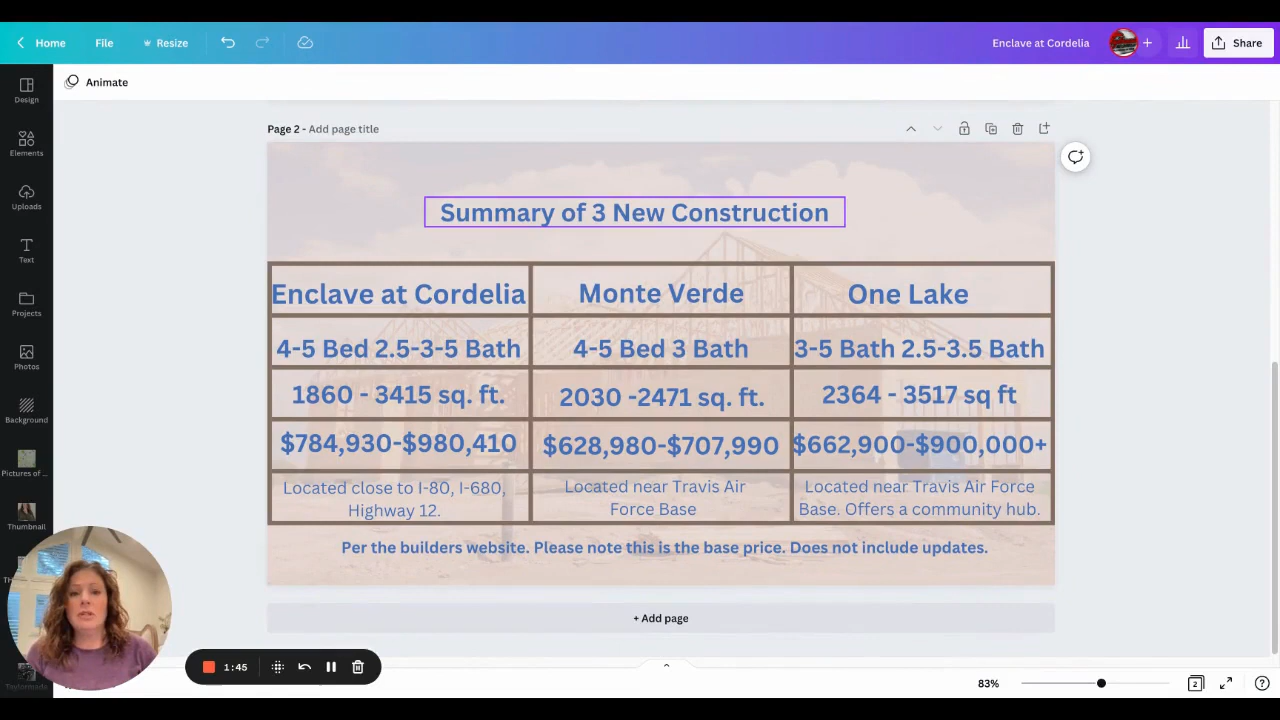 Home File Resize Enclave at Cordelia + Share
Design
Animate
Elements
Uploads
Text
Projects
Photos
Background
Pictures of ...
Thumbnail
Page 2 - Add page title
Summary of 3 New Construction
Enclave at Cordelia Monte Verde One Lake
4-5 Bed 2.5-3-5 Bath 4-5 Bed 3 Bath 3-5 Bath 2.5-3.5 Bath
1860 - 3415 sq. ft. 2030 -2471 sq. ft. 2364 - 3517 sq ft
$784,930-$980,410 $628,980-$707,990 $662,900-$900,000+
Located close to I-80, I-680, Located near Travis Air Located near Travis Air Force
Highway 12. Force Base Base. Offers a community hub.
Per the builders website. Please note this is the base price. Does not include updates.
+ Add page
1:45
83% 2 ?